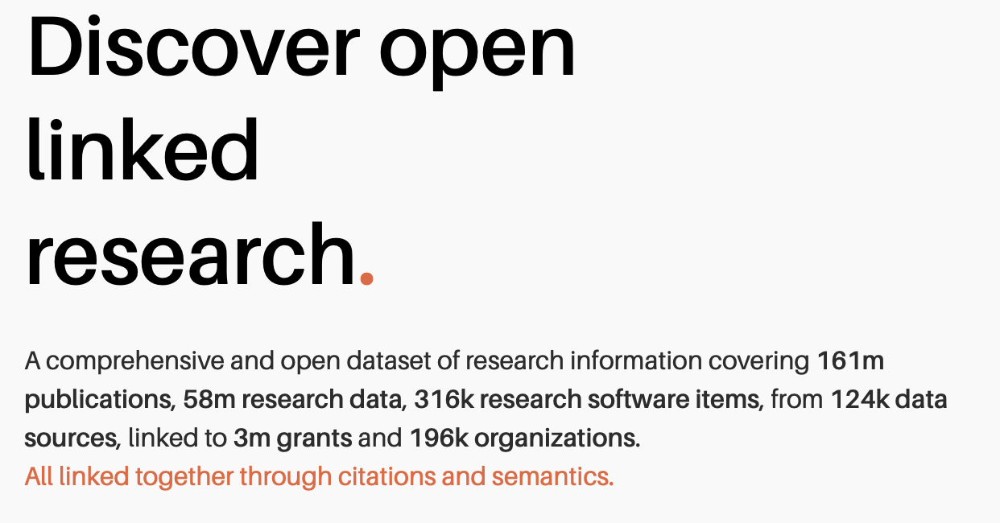 Discover open
linked
research.
A comprehensive and open dataset of research information covering 161m
publications, 58m research data, 316k research software items, from 124k data
sources, linked to 3m grants and 196k organizations.
All linked together through citations and semantics.